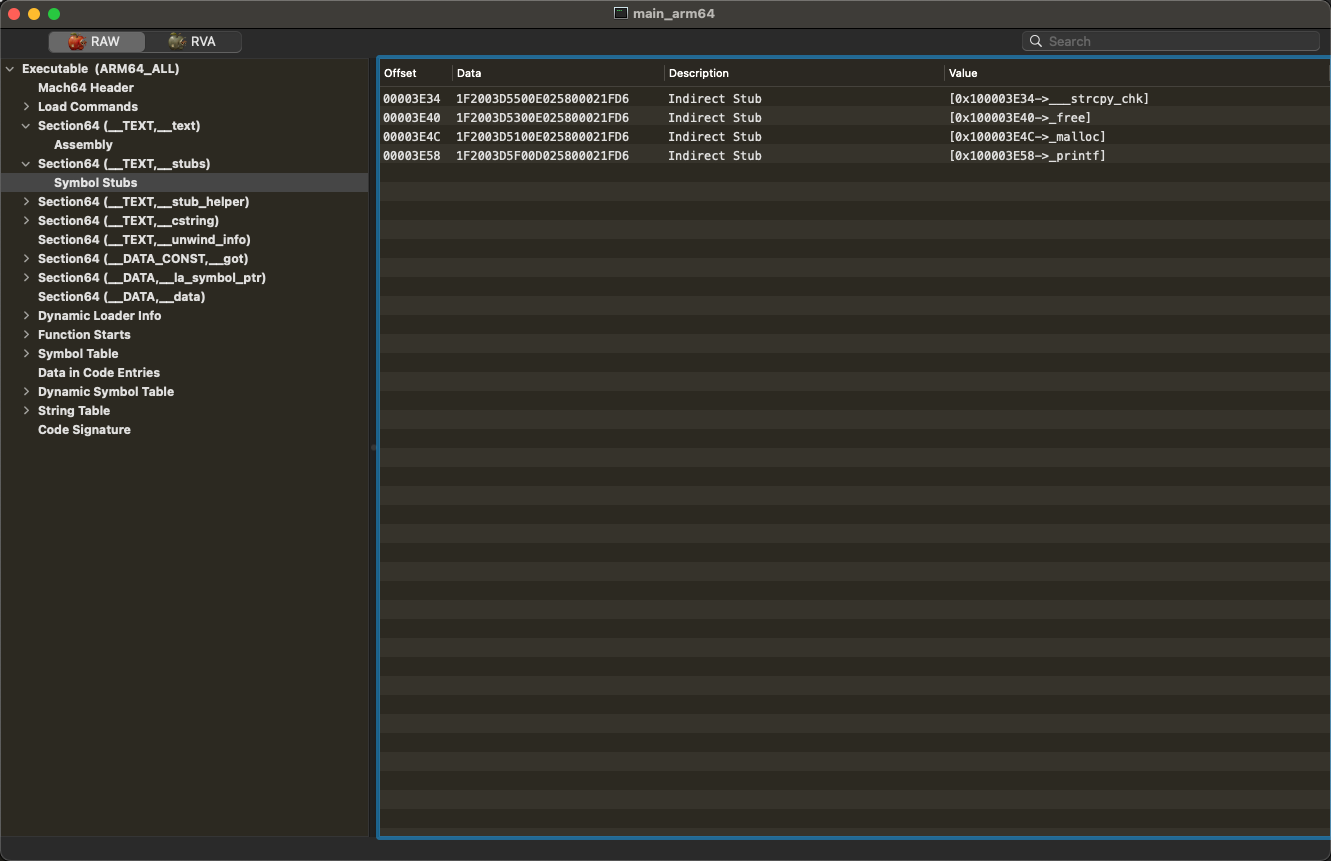 main_arm64
RAW
RVA
Search
Executable (ARM64_ALL)
Mach64 Header
Load Commands
Section64 (__TEXT,__text)
Assembly
Section64 (__TEXT,__stubs)
Symbol Stubs
Section64 (__TEXT,__stub_helper)
Section64 (__TEXT,__cstring)
Section64 (__TEXT,__unwind_info)
Section64 (__DATA_CONST,__got)
Section64 (__DATA,__la_symbol_ptr)
Section64 (__DATA,__data)
Dynamic Loader Info
Function Starts
Symbol Table
Data in Code Entries
Dynamic Symbol Table
String Table
Code Signature
Offset Data Description Value
00003E34 1F2003D5500E025800021FD6 Indirect Stub [0x100003E34->___strcpy_chk]
00003E40 1F2003D5300E025800021FD6 Indirect Stub [0x100003E40->_free]
00003E4C 1F2003D5100E025800021FD6 Indirect Stub [0x100003E4C->_malloc]
00003E58 1F2003D5F00D025800021FD6 Indirect Stub [0x100003E58->_printf]